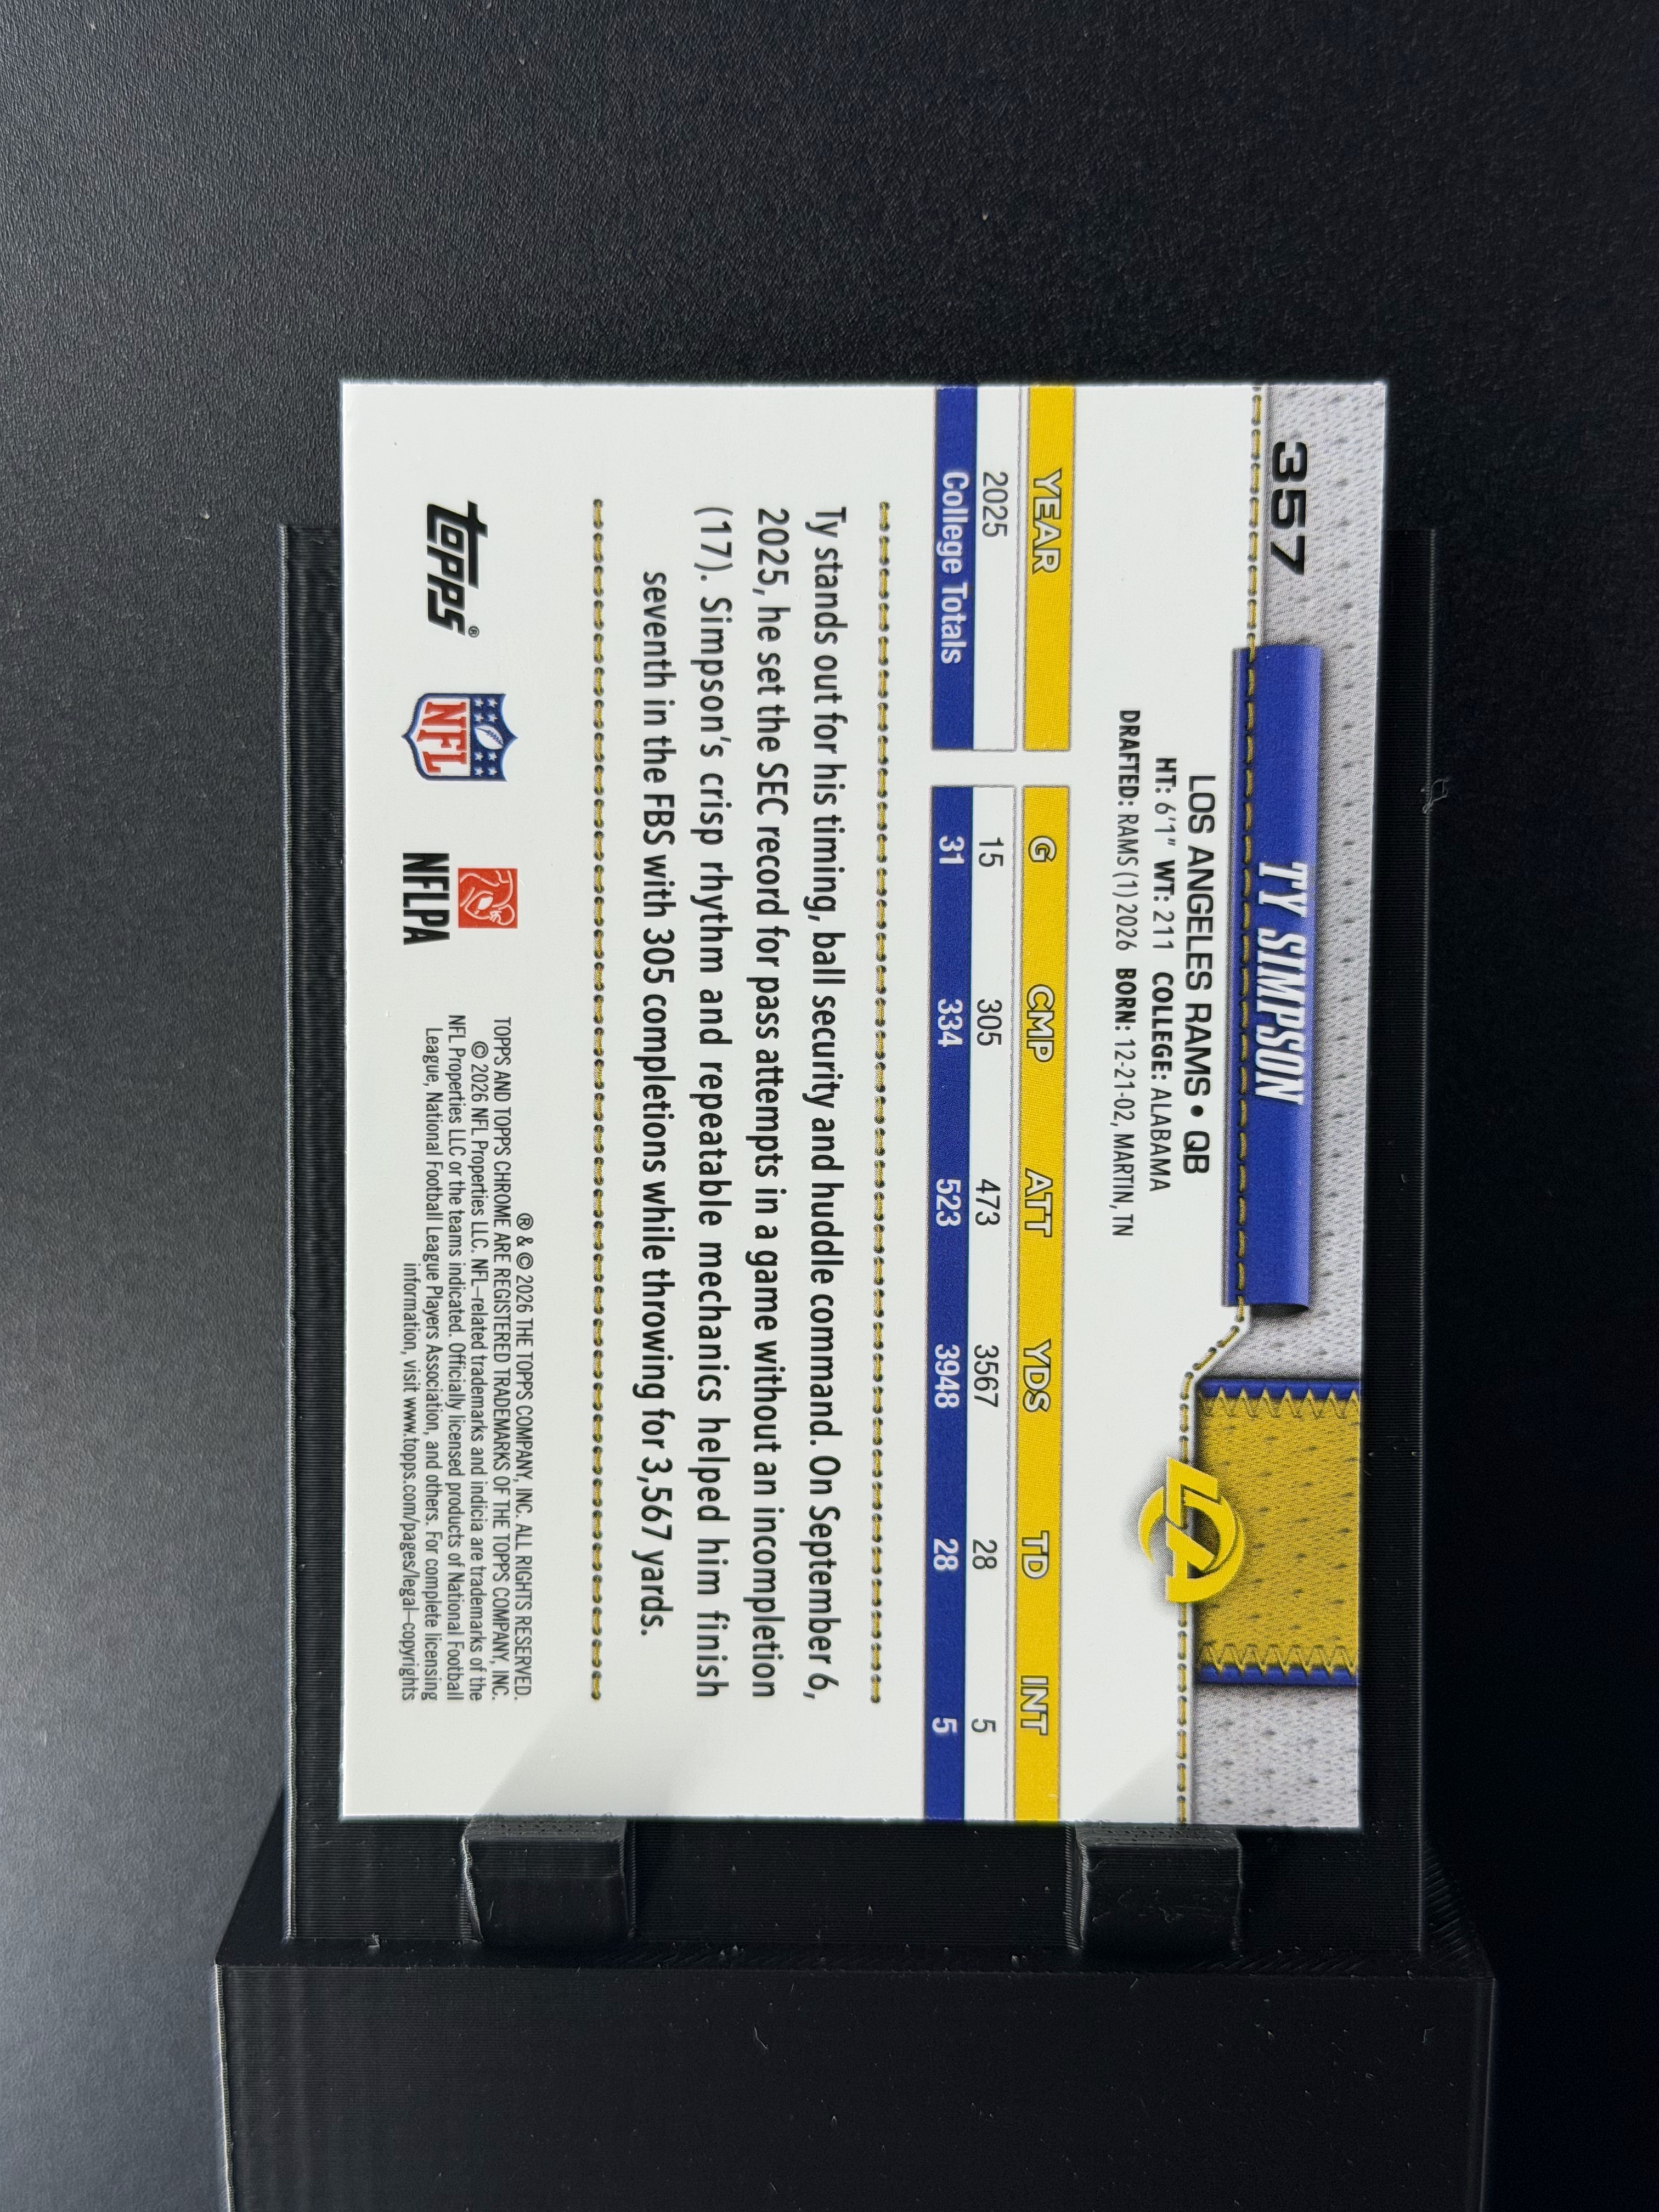 357
TY SIMPSON
LA
LOS ANGELES RAMS • QB
HT: 6'1" WT: 211 COLLEGE: ALABAMA
DRAFTED: RAMS (1) 2026 BORN: 12-21-02, MARTIN, TN
YEAR G CMP ATT YDS TD INT
2025 15 305 473 3567 28 5
College Totals 31 334 523 3948 28 5
Ty stands out for his timing, ball security and huddle command. On September 6,
2025, he set the SEC record for pass attempts in a game without an incompletion
(17). Simpson's crisp rhythm and repeatable mechanics helped him finish
seventh in the FBS with 305 completions while throwing for 3,567 yards.
topps®
NFL
NFLPA
® & © 2026 THE TOPPS COMPANY, INC. ALL RIGHTS RESERVED.
TOPPS AND TOPPS CHROME ARE REGISTERED TRADEMARKS OF THE TOPPS COMPANY, INC.
© 2026 NFL Properties LLC. NFL-related trademarks and indicia are trademarks of the
NFL Properties LLC or the teams indicated. Officially licensed products of National Football
League, National Football League Players Association, and others. For complete licensing
information, visit www.topps.com/pages/legal-copyrights